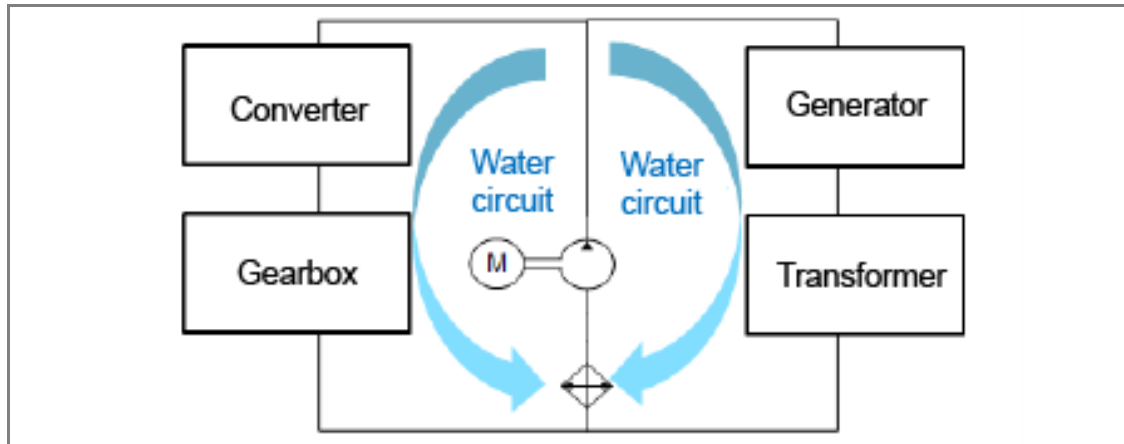 Converter
Generator
Water
circuit
Water
circuit
Gearbox
M
Transformer